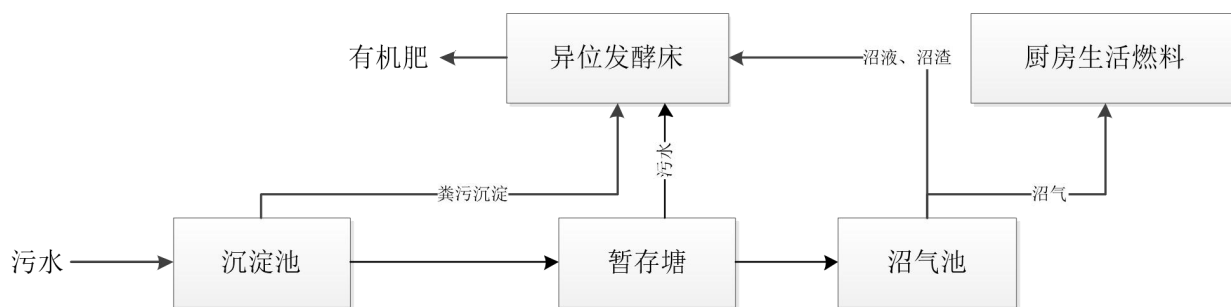 有机肥
异位发酵床
沼液、沼渣
厨房生活燃料
污水
粪污沉淀
沼气
污水
沉淀池
暂存塘
沼气池